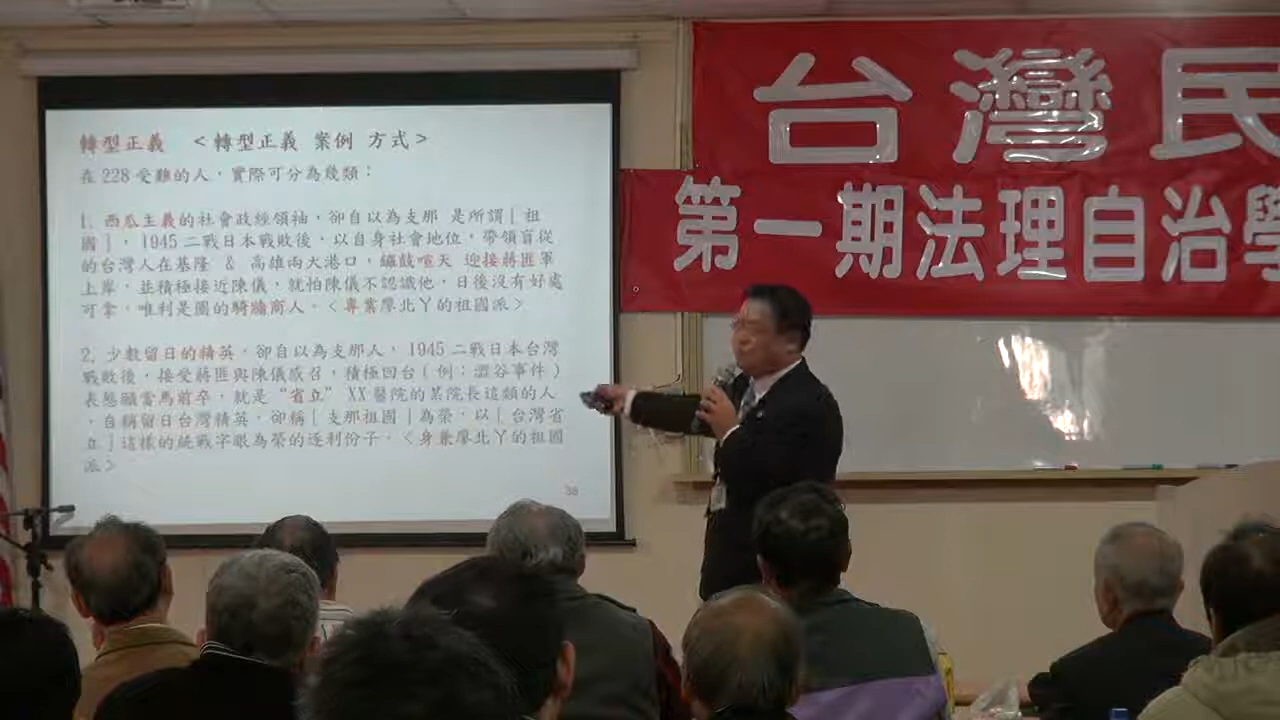 轉型正義 <轉型正義 案例 方式>
在 228 受難的人，實際可分為幾類：
1. 西瓜主義的社會政經領袖，卻自以為支那 是所謂[ 祖
國]，1945 二戰日本戰敗後，以自身社會地位，帶領盲從
的台灣人在基隆 & 高雄兩大港口，鑼鼓喧天 迎接蔣匪軍
上岸，並積極接近陳儀，就怕陳儀不認識他，日後沒有好處
可拿，唯利是圖的騎牆商人。<專業摩北丫的祖國派>
2. 少數留日的精英，卻自以為支那人，1945 二戰日本台灣
戰敗後，接受蔣匪與陳儀感召，積極回台(例：澀谷事件)
表態願當馬前卒，就是“省立” XX 醫院的某院長這類的人
，自稱留日台灣精英，卻稱[ 支那祖國 ]為榮，以[ 台灣省
立 ]這樣的統戰字眼為榮的逐利份子。<身兼摩北丫的祖國
派>
38
台灣民
第一期法理自治學